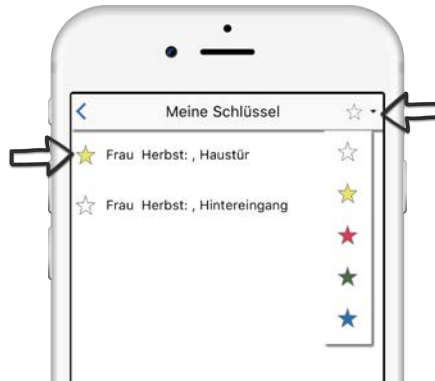 Meine Schlüssel
Frau Herbst: , Haustür
Frau Herbst: , Hintereingang